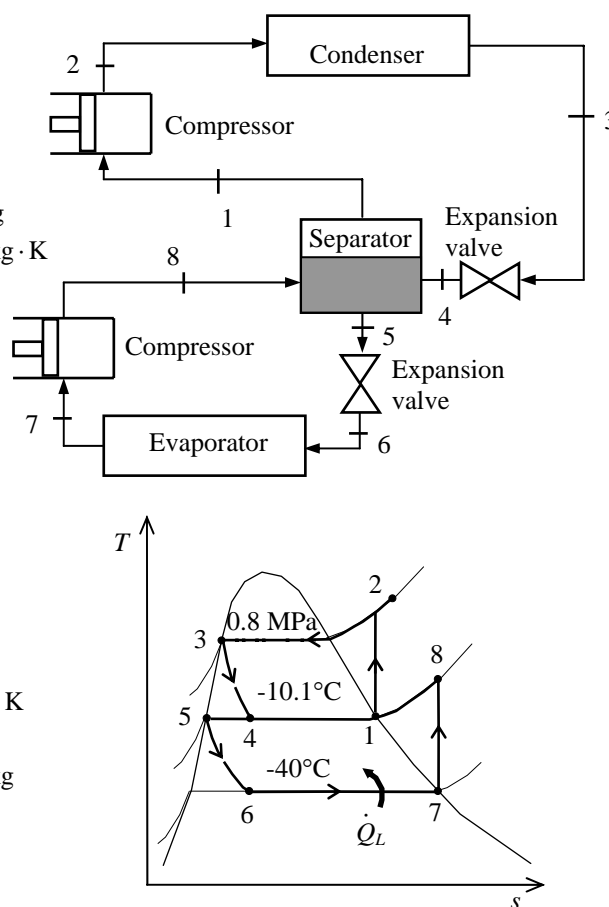 Condenser
2
3
Compressor
1
g
Separator
Expansion
valve
g · K
8
4
5
Compressor
Expansion
valve
7
Evaporator
6
T
2
3
0.8 MPa
8
-10.1°C
K
5
4
1
-40°C
g
6
7
Q̇L
s